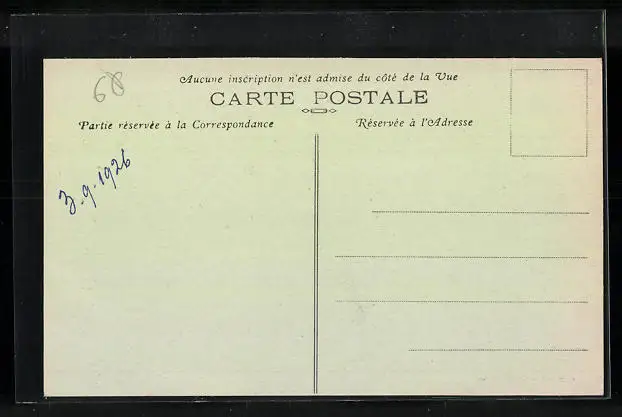 68
Aucune inscription n'est admise du côté de la Vue
CARTE POSTALE
Partie réservée à la Correspondance
Réservée à l'Adresse
3.9.1926